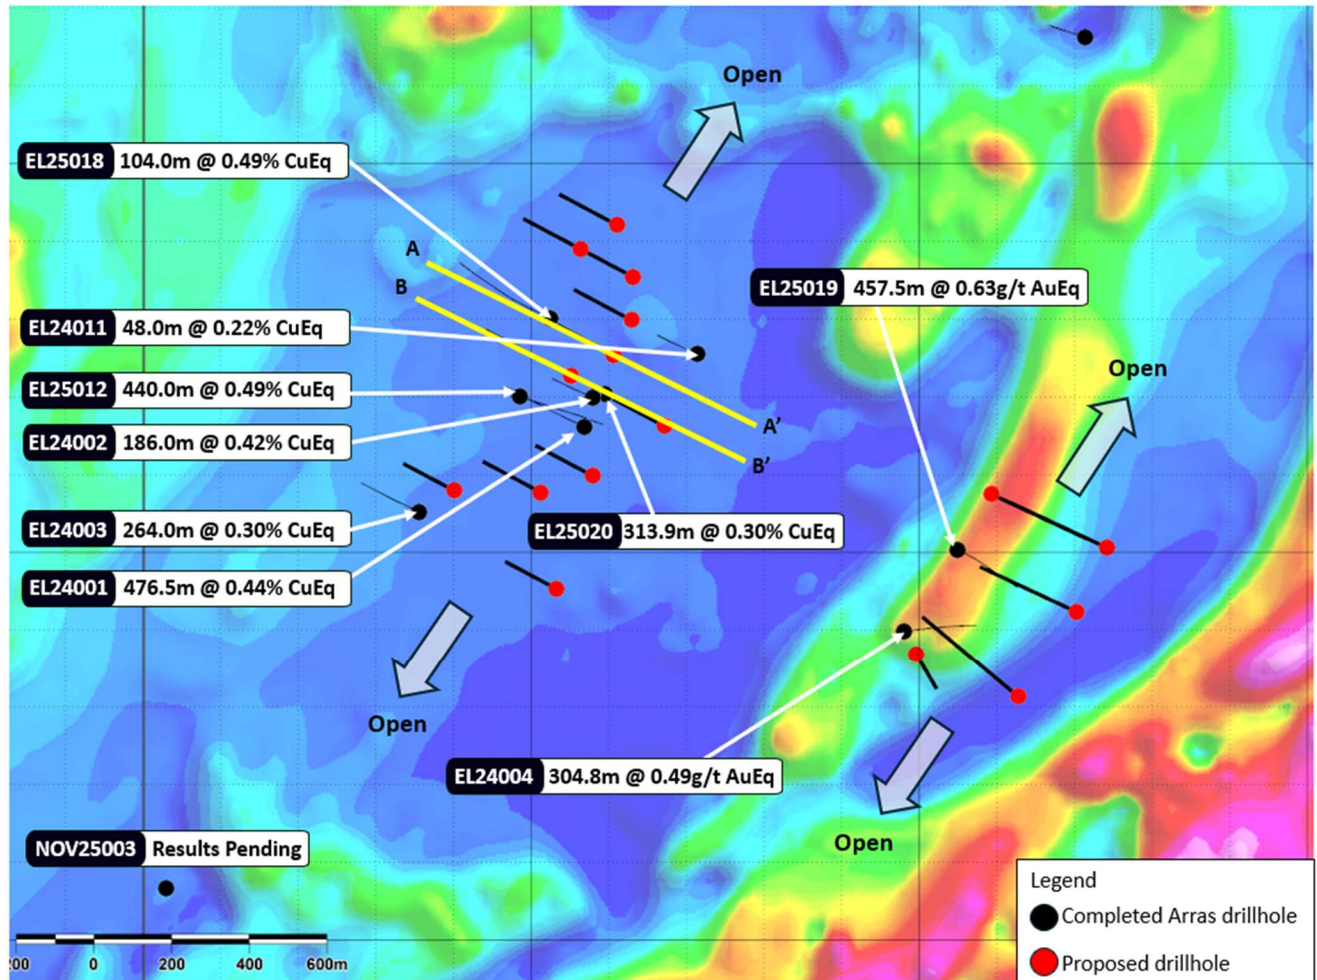 Open
EL25018 104.0m @ 0.49% CuEq
A
B
EL25019 457.5m @ 0.63g/t AuEq
EL24011 48.0m @ 0.22% CuEq
Open
EL25012 440.0m @ 0.49% CuEq
A’
EL24002 186.0m @ 0.42% CuEq
B’
EL24003 264.0m @ 0.30% CuEq
EL25020 313.9m @ 0.30% CuEq
EL24001 476.5m @ 0.44% CuEq
Open
EL24004 304.8m @ 0.49g/t AuEq
Open
NOV25003 Results Pending
Legend
Completed Arras drillhole
Proposed drillhole
0 200 400 600m